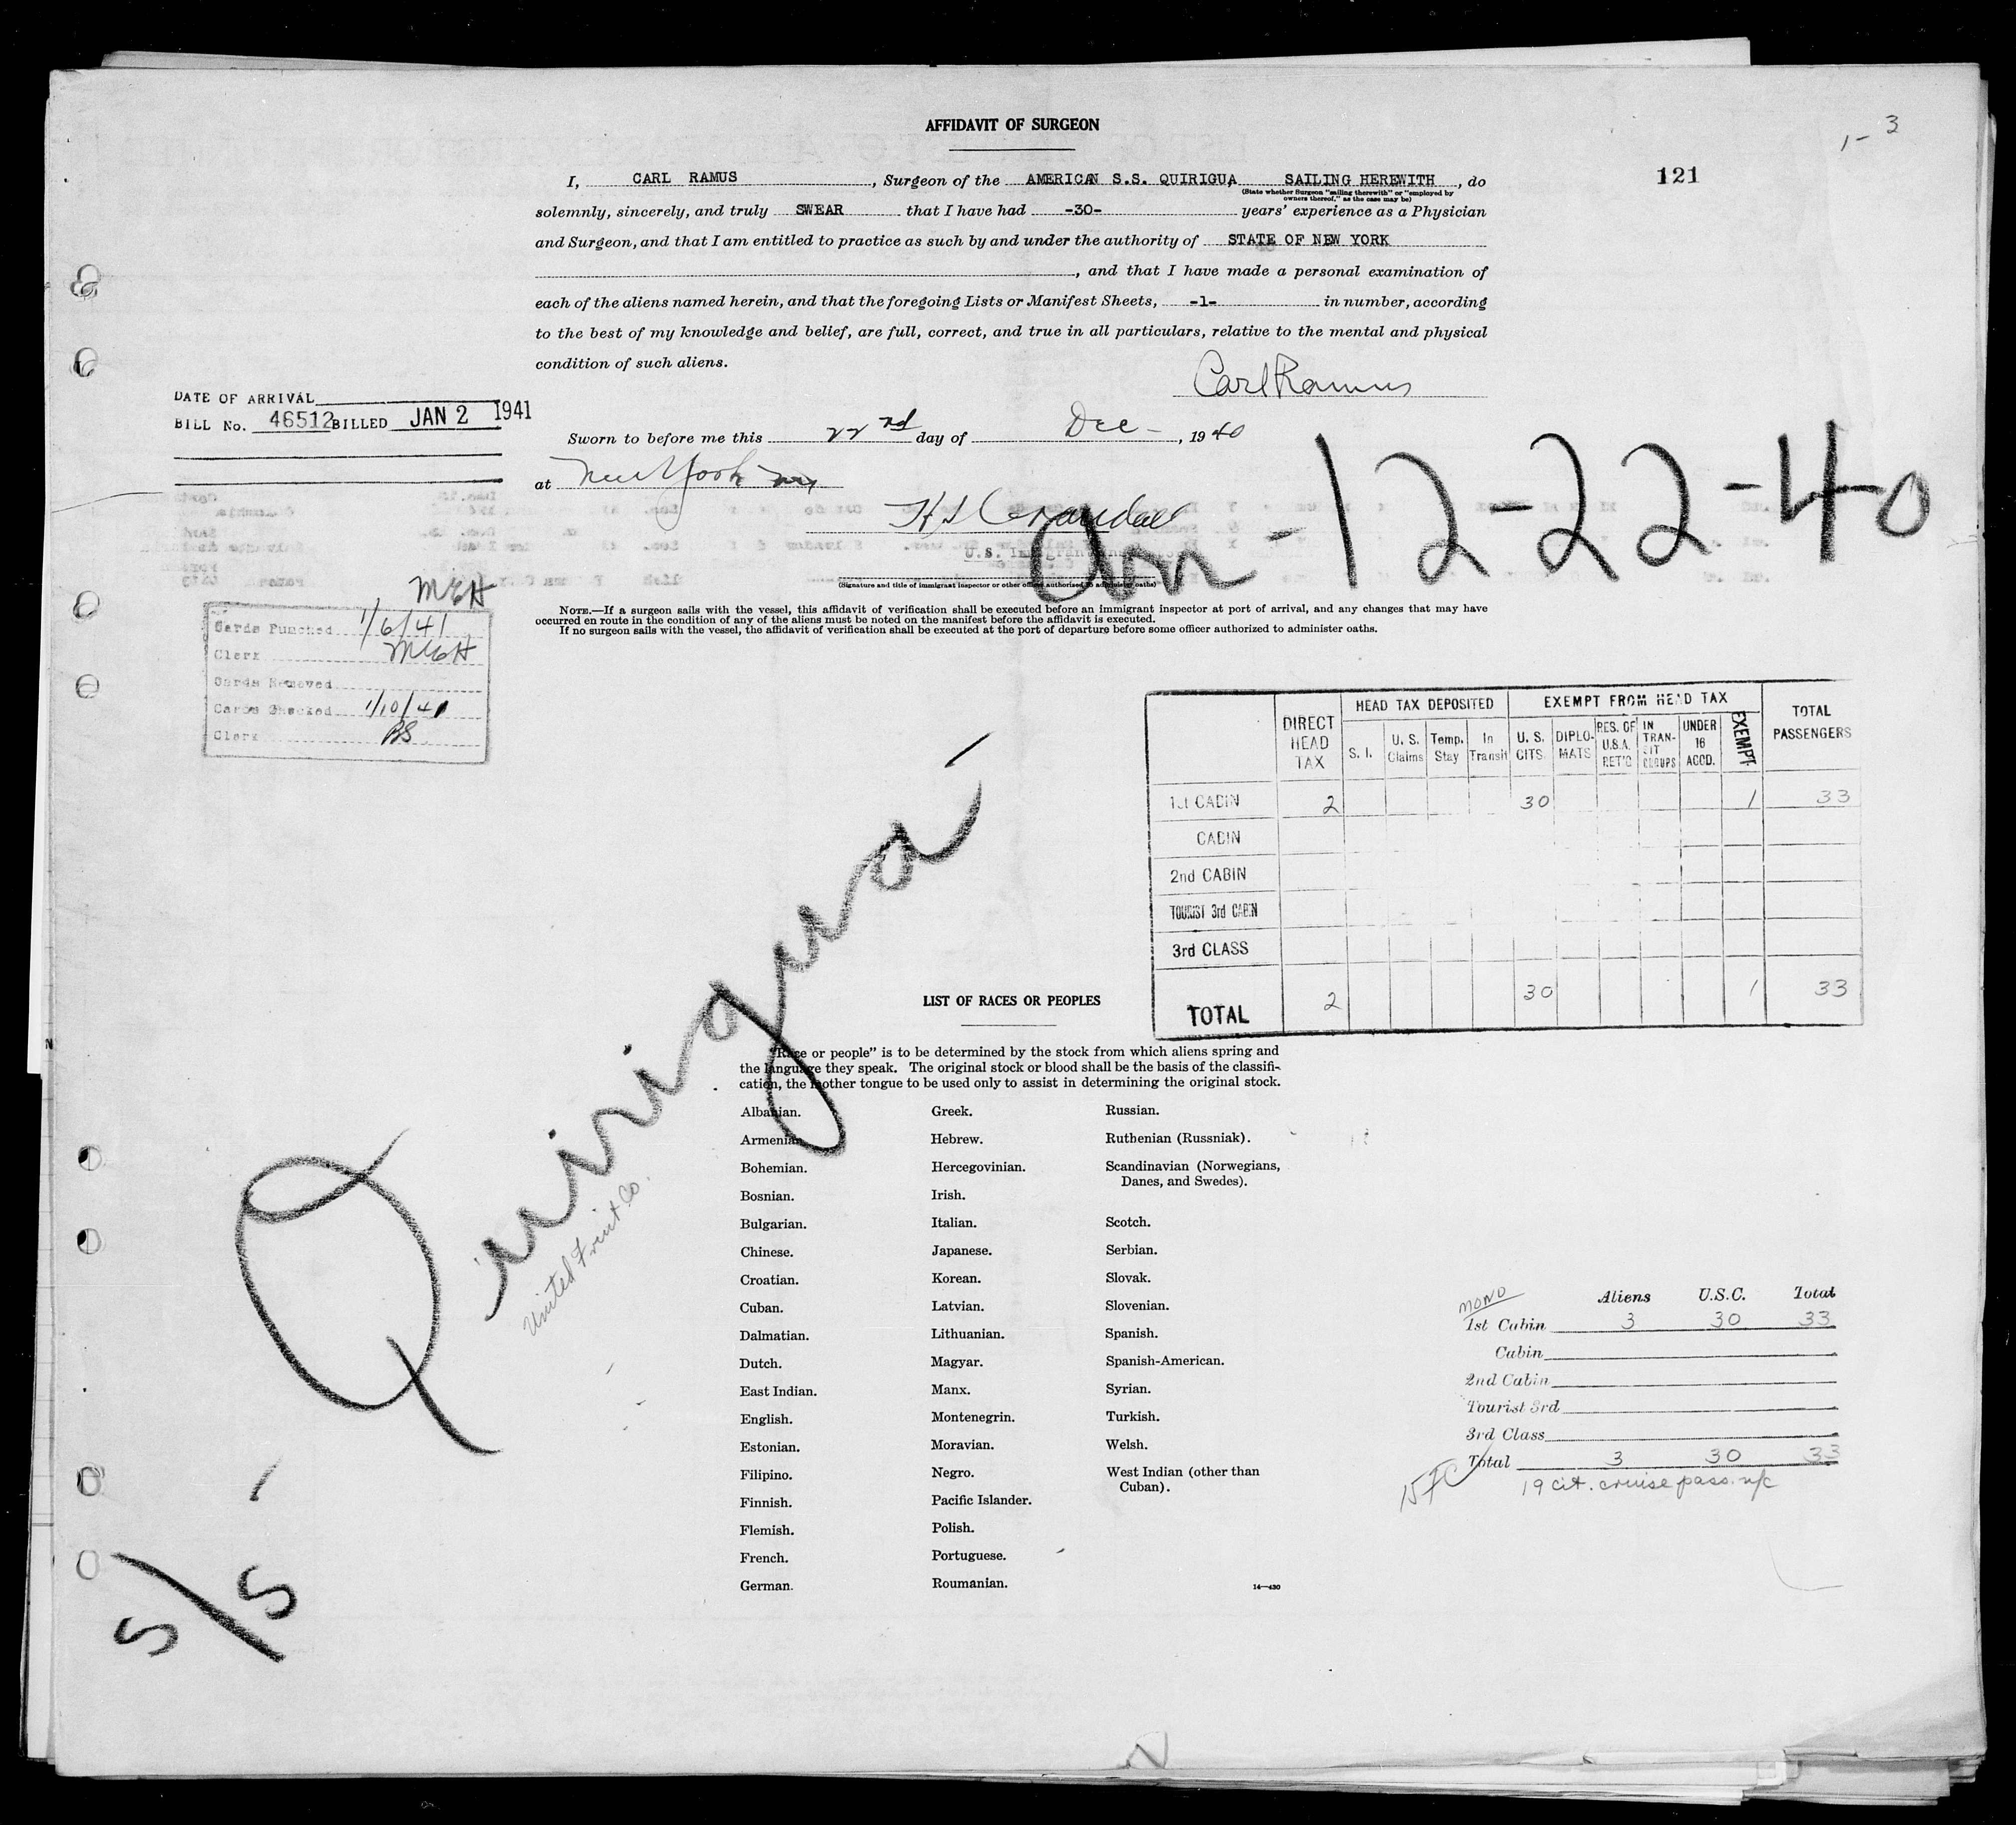 AFFIDAVIT OF SURGEON
1-3
121
I, CARL RAMUS, Surgeon of the AMERICAN S.S. QUIRIGUA SAILING HEREWITH, do
(State whether Surgeon "sailing therewith" or "employed by
owners thereof," as the case may be)
solemnly, sincerely, and truly SWEAR that I have had -30- years' experience as a Physician
and Surgeon, and that I am entitled to practice as such by and under the authority of STATE OF NEW YORK
, and that I have made a personal examination of
each of the aliens named herein, and that the foregoing Lists or Manifest Sheets, -1- in number, according
to the best of my knowledge and belief, are full, correct, and true in all particulars, relative to the mental and physical
condition of such aliens.
Carl Ramus
DATE OF ARRIVAL
BILL No. 46512 BILLED JAN 2 1941
Sworn to before me this 22nd day of Dec-, 1940
at New York
Arr-12-22-40
U.S. Immigrant
(Signature and title of immigrant inspector or other officer authorized to administer oaths)
NOTE.—If a surgeon sails with the vessel, this affidavit of verification shall be executed before an immigrant inspector at port of arrival, and any changes that may have
occurred en route in the condition of any of the aliens must be noted on the manifest before the affidavit is executed.
If no surgeon sails with the vessel, the affidavit of verification shall be executed at the port of departure before some officer authorized to administer oaths.
MEH
Cards Punched 1/6/41
Clerk MEH
Cards Removed
Cards Checked 1/10/41
Clerk BS
DIRECT HEAD TAX
HEAD TAX DEPOSITED
S. I.
U. S. Claims
Temp. Stay
In Transit
EXEMPT FROM HEAD TAX
U. S. CITS.
DIPLOMATS
RES. OF U.S.A. RET'G
IN TRANSIT GROUPS
UNDER 16 ACCD.
EXEMPT
TOTAL PASSENGERS
1st CABIN 2 30 1 33
CABIN
2nd CABIN
TOURIST 3rd CABIN
3rd CLASS
TOTAL 2 30 1 33
S/S - Quirigua -
United Fruit Co.
LIST OF RACES OR PEOPLES
"Race or people" is to be determined by the stock from which aliens spring and
the language they speak. The original stock or blood shall be the basis of the classifi-
cation, the mother tongue to be used only to assist in determining the original stock.
Albanian.
Armenian.
Bohemian.
Bosnian.
Bulgarian.
Chinese.
Croatian.
Cuban.
Dalmatian.
Dutch.
East Indian.
English.
Estonian.
Filipino.
Finnish.
Flemish.
French.
German.
Greek.
Hebrew.
Hercegovinian.
Irish.
Italian.
Japanese.
Korean.
Latvian.
Lithuanian.
Magyar.
Manx.
Montenegrin.
Moravian.
Negro.
Pacific Islander.
Polish.
Portuguese.
Roumanian.
Russian.
Ruthenian (Russniak).
Scandinavian (Norwegians,
Danes, and Swedes).
Scotch.
Serbian.
Slovak.
Slovenian.
Spanish.
Spanish-American.
Syrian.
Turkish.
Welsh.
West Indian (other than
Cuban).
14—430
MONO
Aliens U.S.C. Total
1st Cabin 3 30 33
Cabin
2nd Cabin
Tourist 3rd
3rd Class
Total 3 30 33
19 cit. cruise pass. n/c